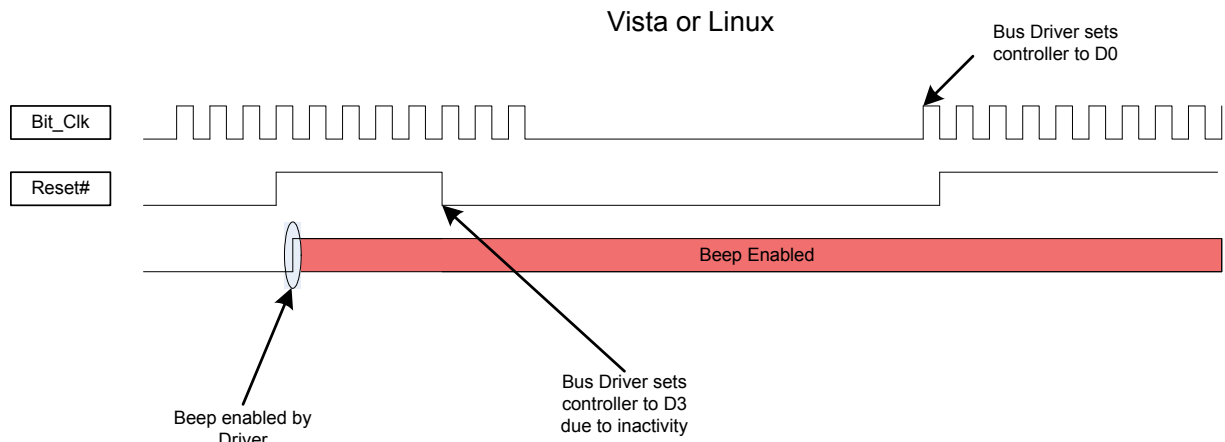 Vista or Linux
Bus Driver sets
controller to D0
Bit_Clk
Reset#
Beep Enabled
Beep enabled by
Driver
Bus Driver sets
controller to D3
due to inactivity